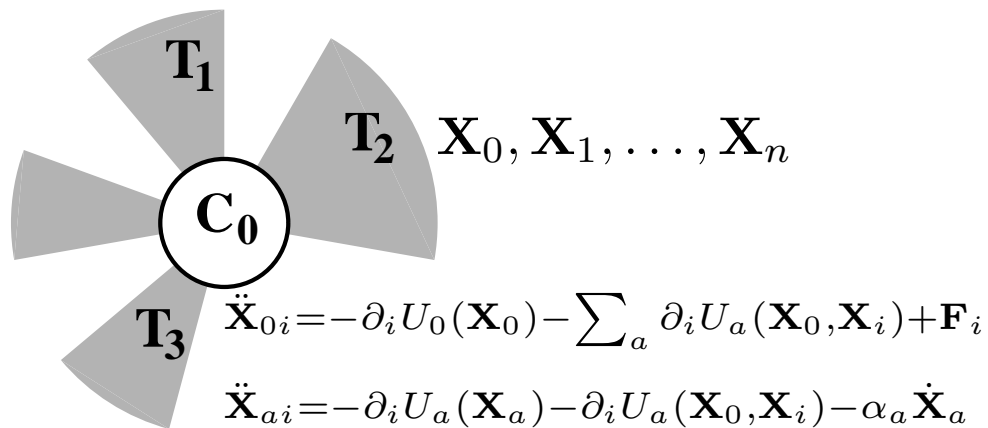 T₁
T₂
X₀, X₁, . . . , Xₙ
C₀
T₃
Ẍ₀ᵢ=−∂ᵢU₀(X₀)−∑ₐ ∂ᵢUₐ(X₀,Xᵢ)+Fᵢ
Ẍₐᵢ=−∂ᵢUₐ(Xₐ)−∂ᵢUₐ(X₀,Xᵢ)−αₐẊₐ